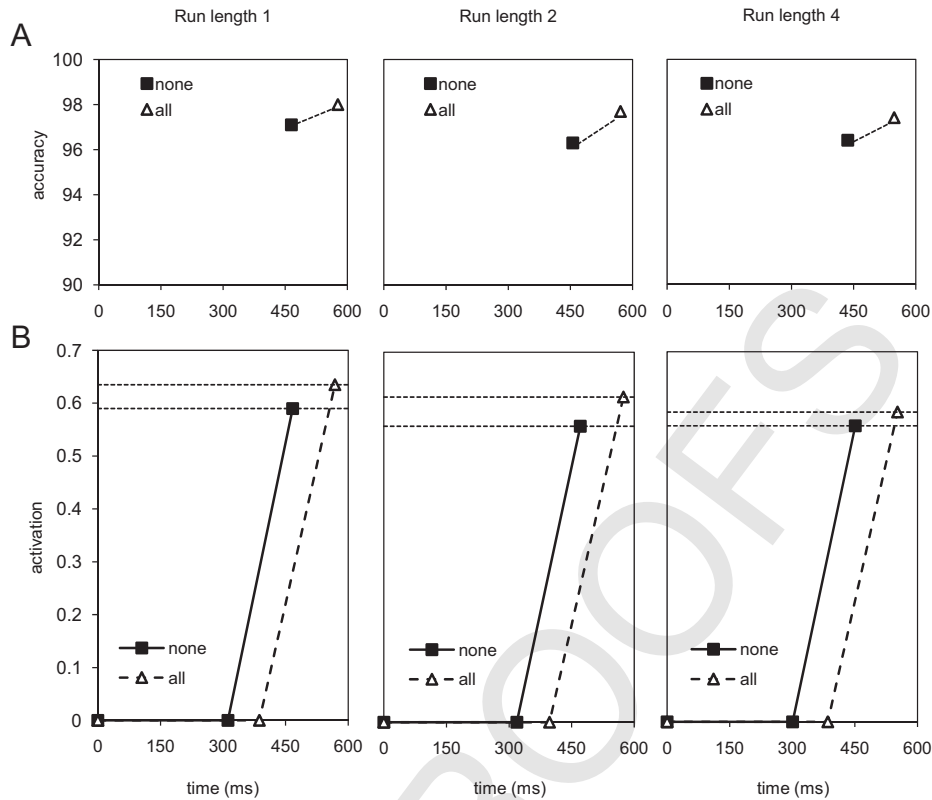 Run length 1 Run length 2 Run length 4
A
100 none none none
98 all all all
96
94
92
90
accuracy
0 150 300 450 600 0 150 300 450 600 0 150 300 450 600
B
0.7
0.6
0.5
0.4
0.3
0.2
0.1
0
activation
none none none
all all all
0 150 300 450 600 0 150 300 450 600 0 150 300 450 600
time (ms) time (ms) time (ms)
PROOFS